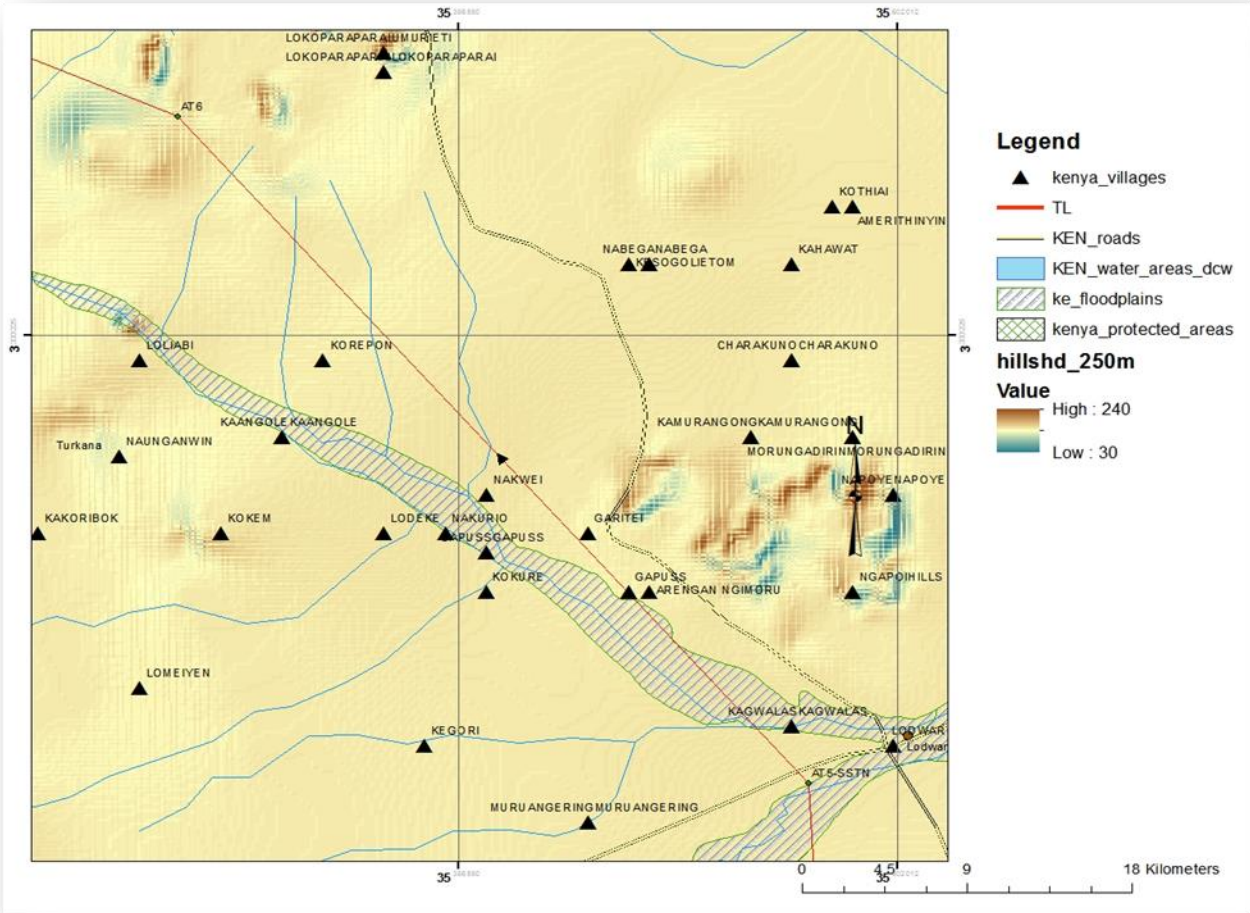 35
35
LOKOPARAPARAIUMURIETI
LOKOPARAPARAILOKOPARAPARAI
AT6
KOTHIAI
AMERITHINYIN
NABEGANABEGA
KESOGOLIETOM
KAHAWAT
3
3
LOLIABI
KOREPON
CHARAKUNOCHARAKUNO
KAANGOLEKAANGOLE
KAMURANGONGKAMURANGONG
N
Turkana
NAUNGANWIN
MORUNGADIRINMORUNGADIRIN
NAKWEI
NAPOYENAPOYE
KAKORIBOK
KOKEM
LODEKE
NAKURIO
GARITEI
APUSSGAPUSS
KOKURE
GAPUSS
ARENGAN NGIMORU
NGAPOIHILLS
LOMEIYEN
KAGWALASKAGWALAS
KEGORI
LODWAR
Lodwar
AT5-SSTN
MURUANGERINGMURUANGERING
35
35
Legend
kenya_villages
TL
KEN_roads
KEN_water_areas_dcw
ke_floodplains
kenya_protected_areas
hillshd_250m
Value
High : 240
Low : 30
0 4.5 9 18 Kilometers